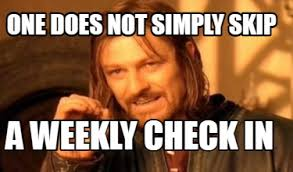 ONE DOES NOT SIMPLY SKIP
A WEEKLY CHECK IN